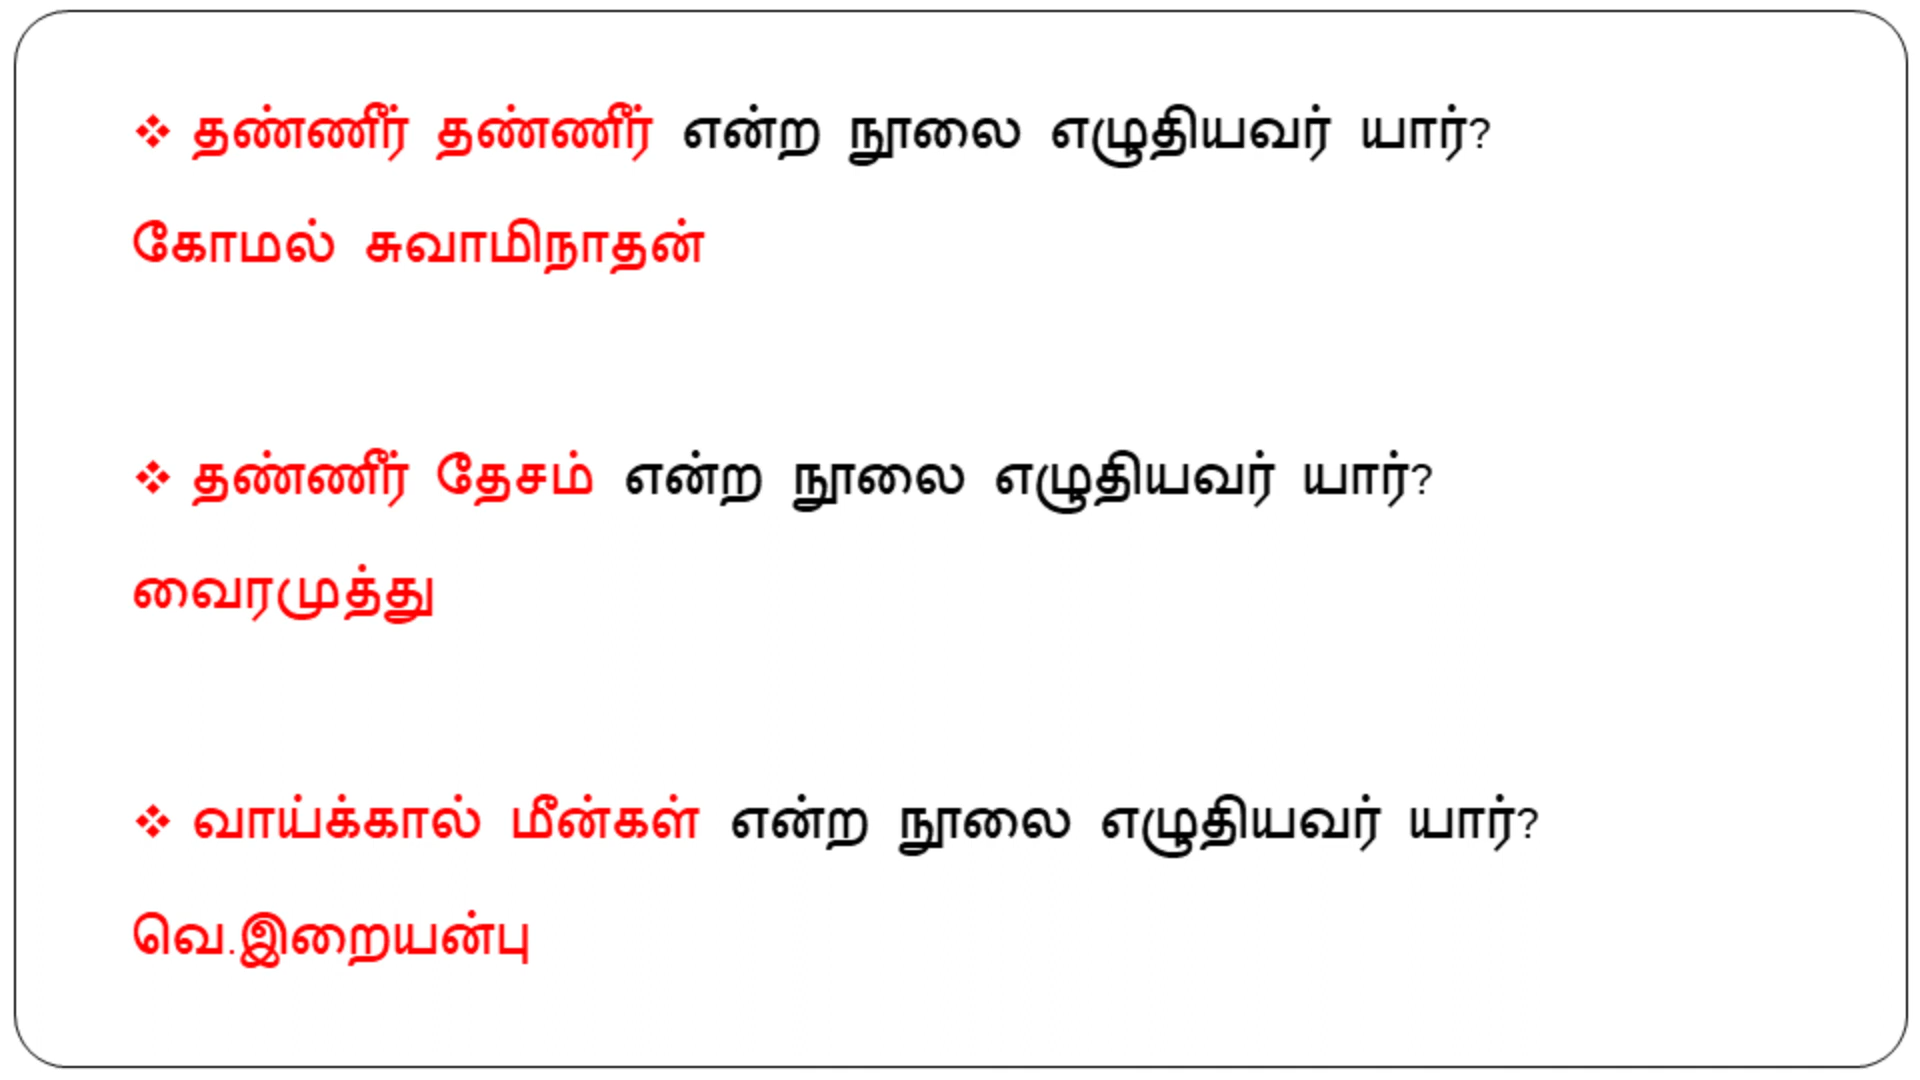 ❖ தண்ணீர் தண்ணீர் என்ற நூலை எழுதியவர் யார்?
கோமல் சுவாமிநாதன்
❖ தண்ணீர் தேசம் என்ற நூலை எழுதியவர் யார்?
வைரமுத்து
❖ வாய்க்கால் மீன்கள் என்ற நூலை எழுதியவர் யார்?
வெ.இறையன்பு